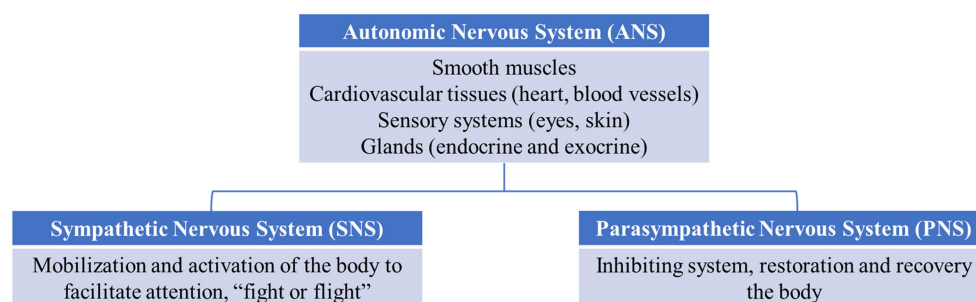 Autonomic Nervous System (ANS)
Smooth muscles
Cardiovascular tissues (heart, blood vessels)
Sensory systems (eyes, skin)
Glands (endocrine and exocrine)
Sympathetic Nervous System (SNS)
Mobilization and activation of the body to
facilitate attention, “fight or flight”
Parasympathetic Nervous System (PNS)
Inhibiting system, restoration and recovery
the body